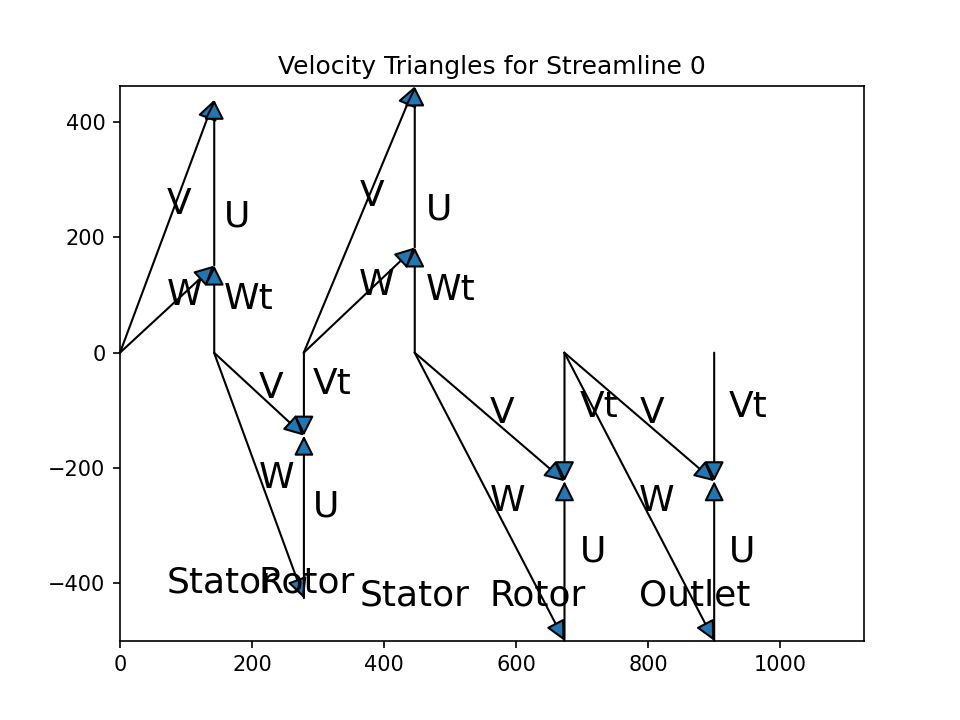 Velocity Triangles for Streamline 0
400
200
0
−200
−400
V
W
U
Wt
V
W
Vt
U
V
W
U
Wt
V
W
Vt
U
V
W
Vt
U
Stator
Rotor
Stator
Rotor
Outlet
0 200 400 600 800 1000